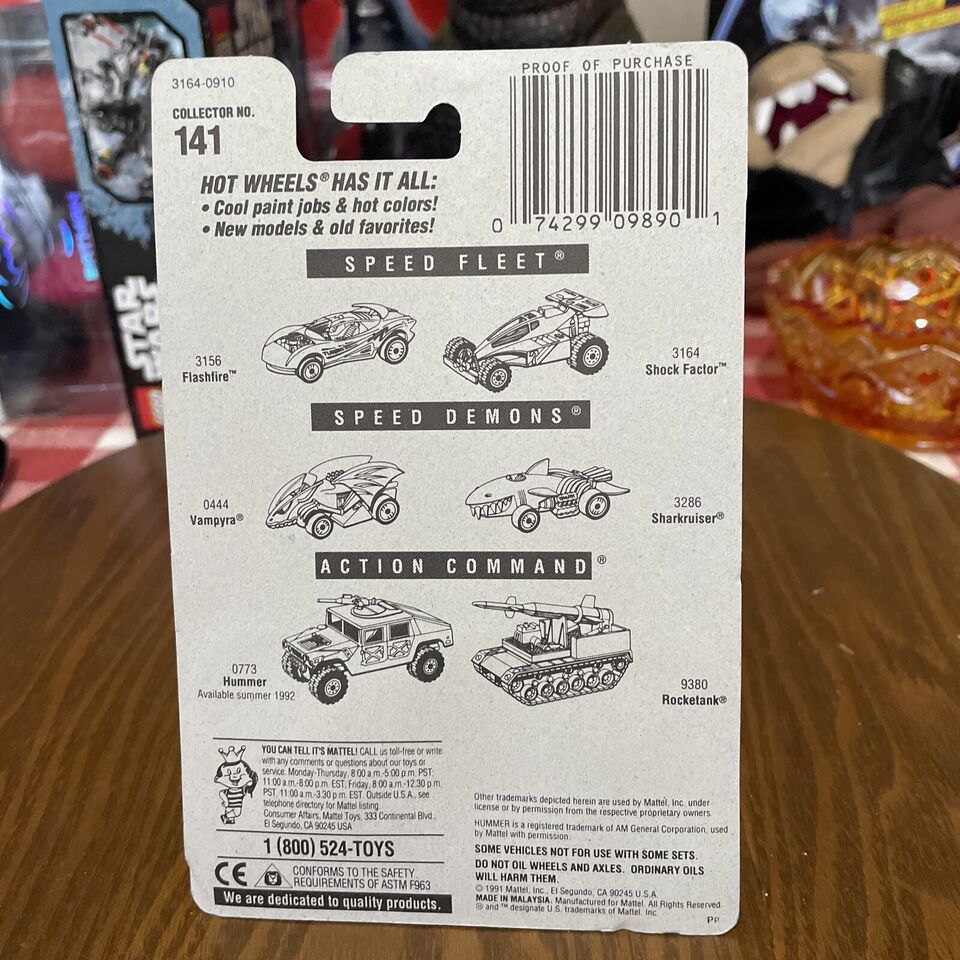 3164-0910
COLLECTOR NO.
141
PROOF OF PURCHASE
0 74299 09890 1
HOT WHEELS® HAS IT ALL:
• Cool paint jobs & hot colors!
• New models & old favorites!
SPEED FLEET®
3156
Flashfire™
3164
Shock Factor™
SPEED DEMONS®
0444
Vampyra®
3286
Sharkruiser®
ACTION COMMAND®
0773
Hummer
Available summer 1992
9380
Rocketank®
YOU CAN TELL IT'S MATTEL! CALL us toll-free or write
with any comments or questions about our toys or
service. Monday-Thursday, 8:00 a.m.-5:00 p.m. PST,
11:00 a.m.-8:00 p.m. EST; Friday, 8:00 a.m.-12:30 p.m.
PST, 11:00 a.m.-3:30 p.m. EST. Outside U.S.A., see
telephone directory for Mattel listing.
Consumer Affairs, Mattel Toys, 333 Continental Blvd.,
El Segundo, CA 90245 USA
1 (800) 524-TOYS
CE
CONFORMS TO THE SAFETY
REQUIREMENTS OF ASTM F963
We are dedicated to quality products.
Other trademarks depicted herein are used by Mattel, Inc. under
license or by permission from the respective proprietary owners.
HUMMER is a registered trademark of AM General Corporation, used
by Mattel with permission.
SOME VEHICLES NOT FOR USE WITH SOME SETS.
DO NOT OIL WHEELS AND AXLES. ORDINARY OILS
WILL HARM THEM.
© 1991 Mattel, Inc., El Segundo, CA 90245 U.S.A.
MADE IN MALAYSIA. Manufactured for Mattel. All Rights Reserved.
® and ™ designate U.S. trademarks of Mattel, Inc.
PP
STAR
WARS